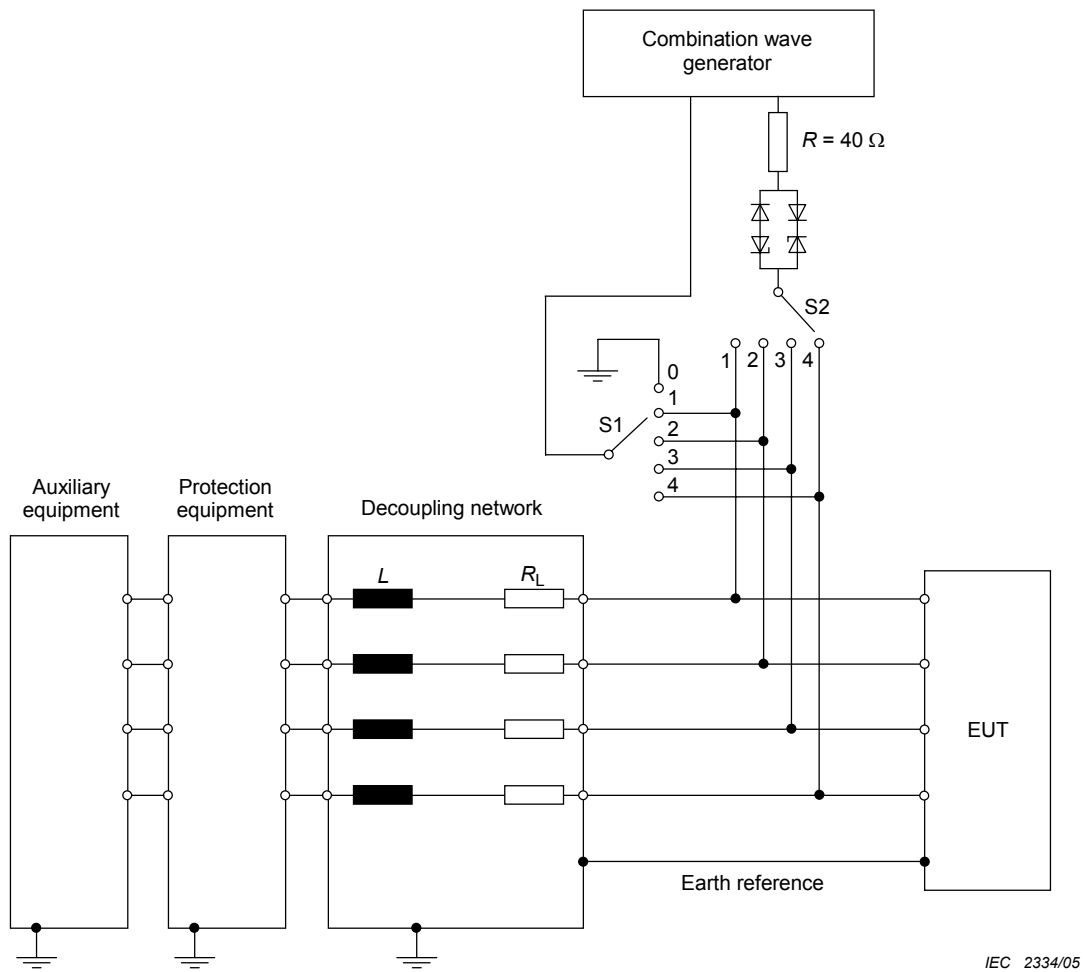 Combination wave
generator
R = 40 Ω
S2
1 2 3 4
0
1
S1
2
3
4
Auxiliary
equipment
Protection
equipment
Decoupling network
L
RL
EUT
Earth reference
IEC 2334/05